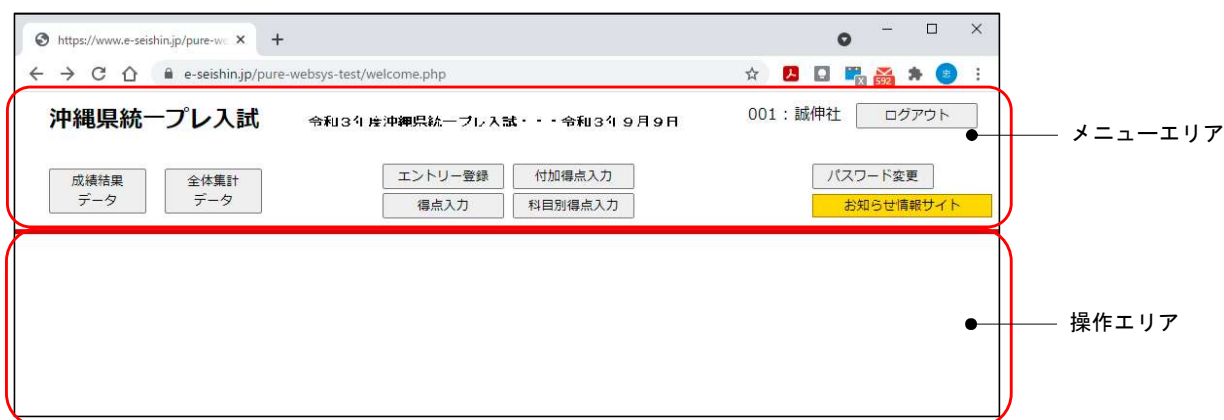 https://www.e-seishin.jp/pure-we
e-seishin.jp/pure-websys-test/welcome.php
592
沖縄県統一プレ入試
令和3年度沖縄県統一プレ入試・・・令和3年9月9日
001：誠伸社
ログアウト
メニューエリア
成績結果
データ
全体集計
データ
エントリー登録
付加得点入力
パスワード変更
得点入力
科目別得点入力
お知らせ情報サイト
操作エリア